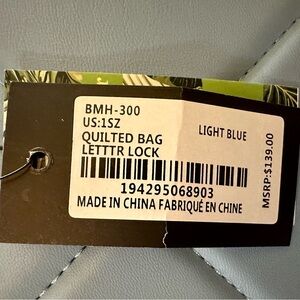 BMH-300
US:1SZ
QUILTED BAG
LIGHT BLUE
LETTTR LOCK
194295068903
MADE IN CHINA FABRIQUÉ EN CHINE
MSRP:$139.00